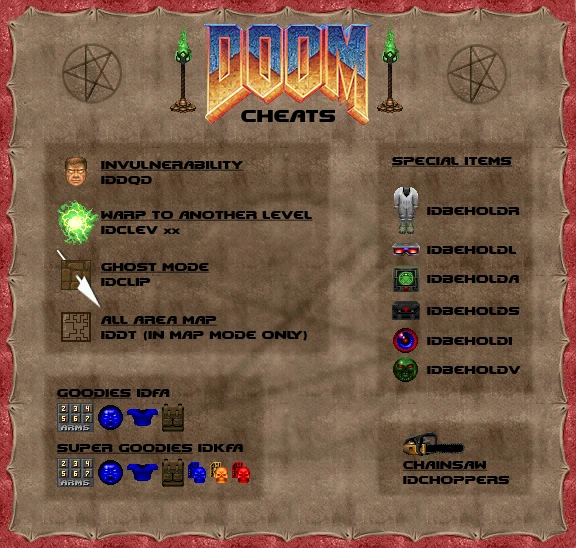 DOOM
CHEATS
INVULNERABILITY
IDDQD
WARP TO ANOTHER LEVEL
IDCLEV xx
GHOST MODE
IDCLIP
ALL AREA MAP
IDDT (IN MAP MODE ONLY)
GOODIES IDFA
2 3 4
5 6 7
ARMS
SUPER GOODIES IDKFA
2 3 4
5 6 7
ARMS
SPECIAL ITEMS
IDBEHOLDR
IDBEHOLDL
IDBEHOLDA
IDBEHOLDS
IDBEHOLDI
IDBEHOLDV
CHAINSAW
IDCHOPPERS